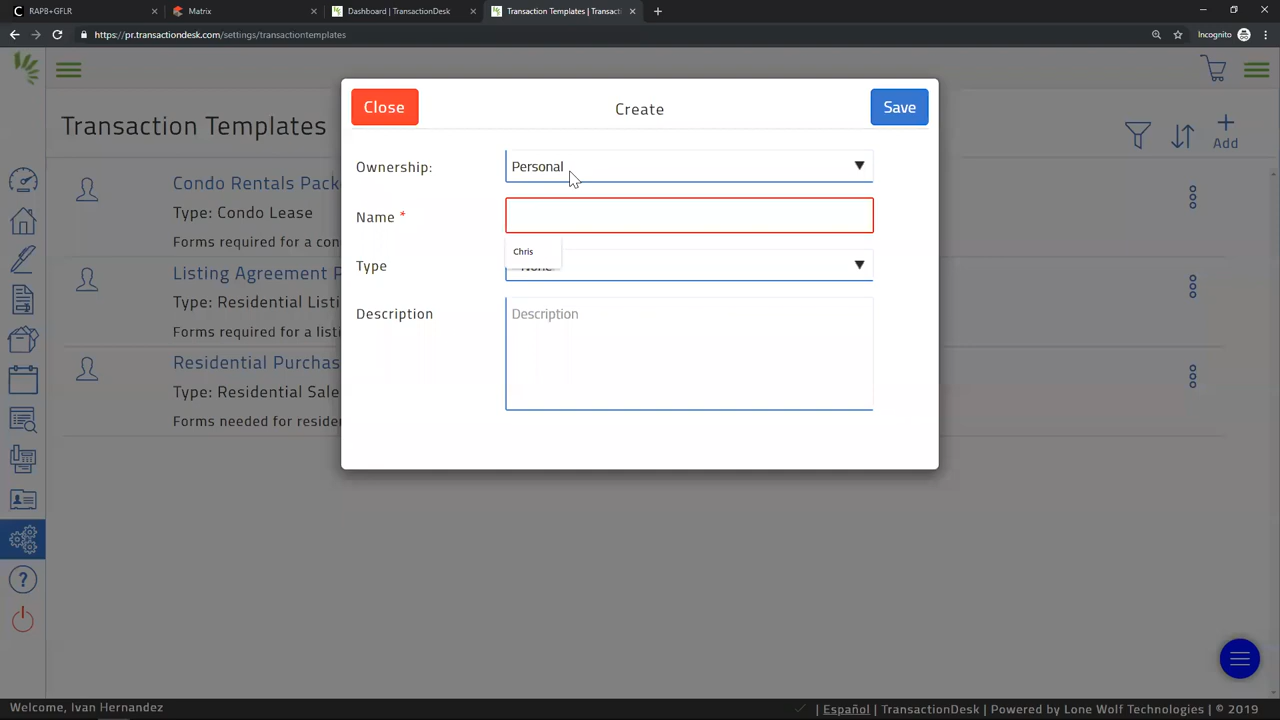 RAPB+GFLR
Matrix
Dashboard | TransactionDesk
Transaction Templates | Transacti
https://pr.transactiondesk.com/settings/transactiontemplates
Incognito
Close
Create
Save
Transaction Templates
Add
Ownership:
Personal
Name *
Chris
Type
Description
Description
Condo Rentals Pack
Type: Condo Lease
Forms required for a con
Listing Agreement P
Type: Residential Listi
Forms required for a listi
Residential Purchas
Type: Residential Sale
Forms needed for reside
Welcome, Ivan Hernandez
| Español | TransactionDesk | Powered by Lone Wolf Technologies | © 2019